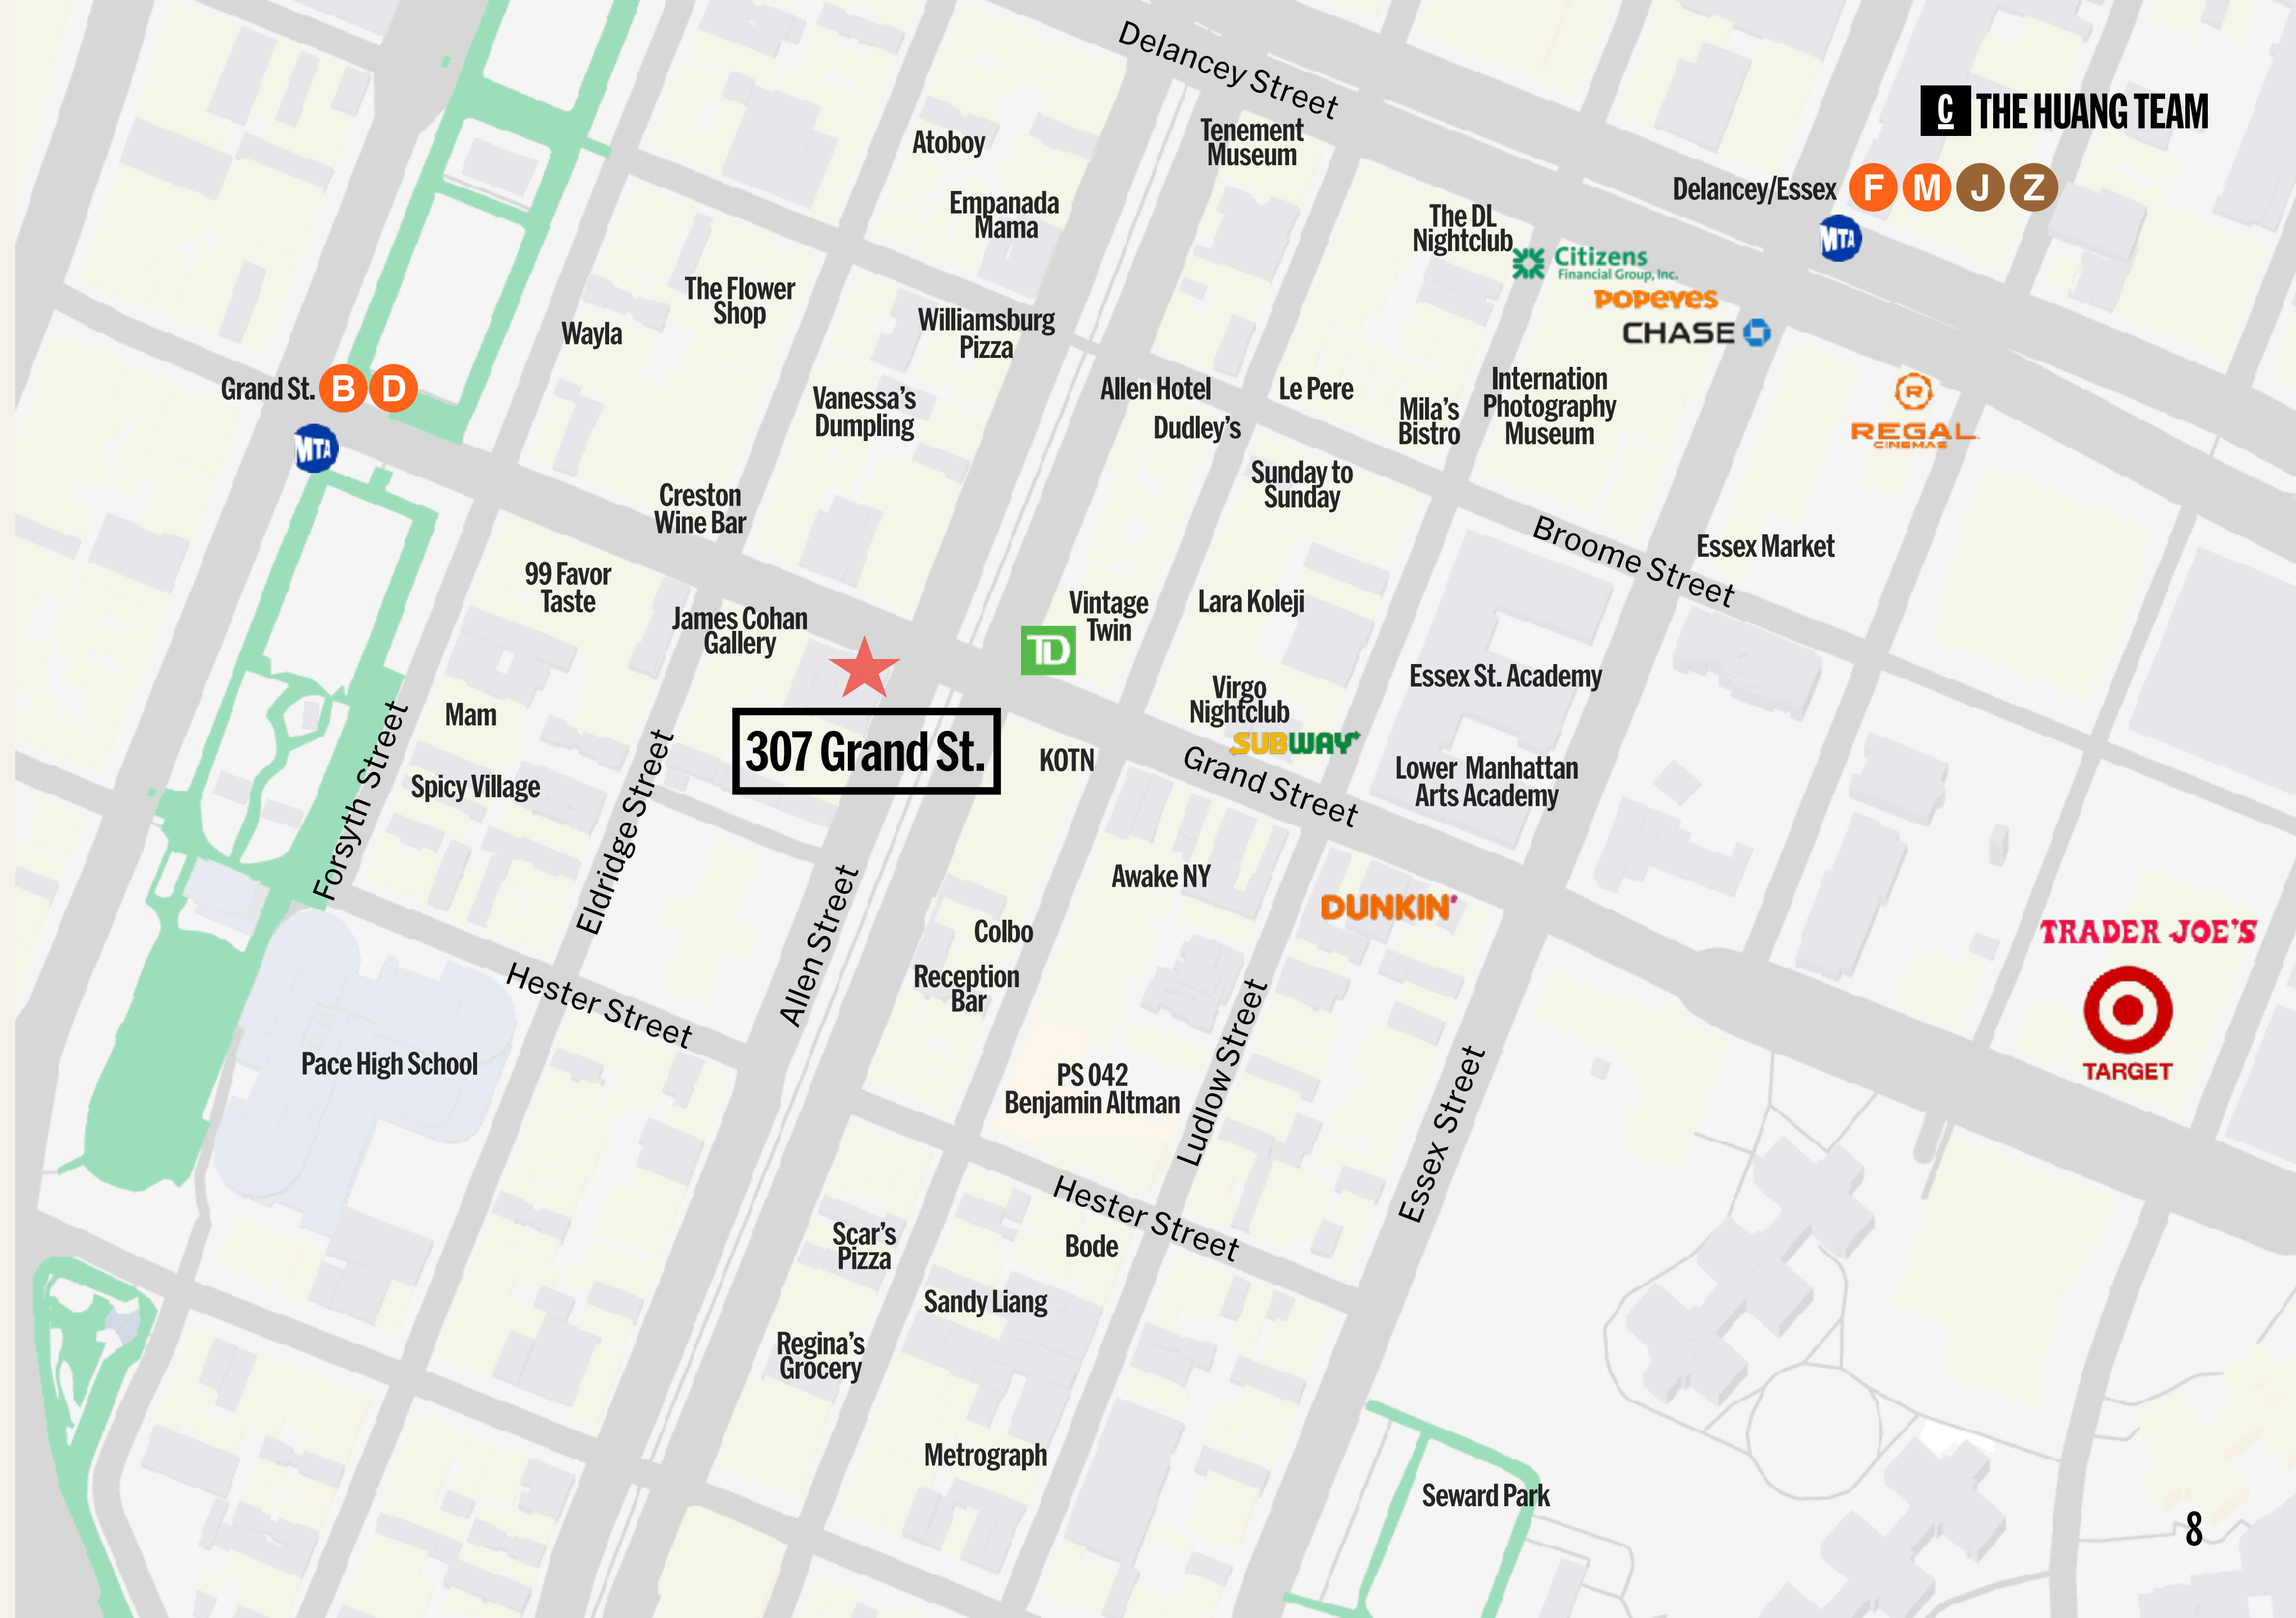 Delancey Street
C THE HUANG TEAM
Atoboy
Tenement
Museum
Delancey/Essex F M J Z
MTA
Empanada
Mama
The DL
Nightclub
Citizens
Financial Group, Inc.
POPEYES
CHASE
The Flower
Shop
Wayla
Williamsburg
Pizza
Grand St. B D
MTA
Vanessa's
Dumpling
Allen Hotel
Dudley's
Le Pere
Mila's
Bistro
Internation
Photography
Museum
R
REGAL
CINEMAS
Sunday to
Sunday
Creston
Wine Bar
Broome Street
Essex Market
99 Favor
Taste
James Cohan
Gallery
Vintage
Twin
TD
Lara Koleji
Essex St. Academy
Virgo
Nightclub
SUBWAY
Mam
Spicy Village
307 Grand St.
KOTN
Grand Street
Lower Manhattan
Arts Academy
Forsyth Street
Eldridge Street
Allen Street
Awake NY
DUNKIN'
Colbo
Reception
Bar
TRADER JOE'S
TARGET
Hester Street
Pace High School
PS 042
Benjamin Altman
Ludlow Street
Essex Street
Hester Street
Scar's
Pizza
Bode
Sandy Liang
Regina's
Grocery
Metrograph
Seward Park
8